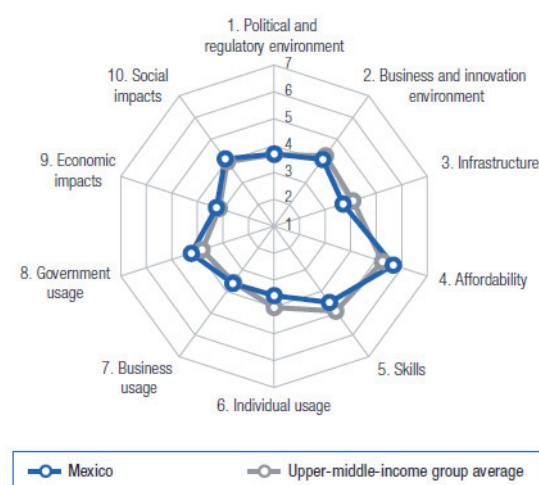 1. Political and
regulatory environment
10. Social
impacts
2. Business and innovation
environment
9. Economic
impacts
3. Infrastructure
8. Government
usage
4. Affordability
7. Business
usage
5. Skills
6. Individual usage
7
6
5
4
3
2
1
Mexico
Upper-middle-income group average